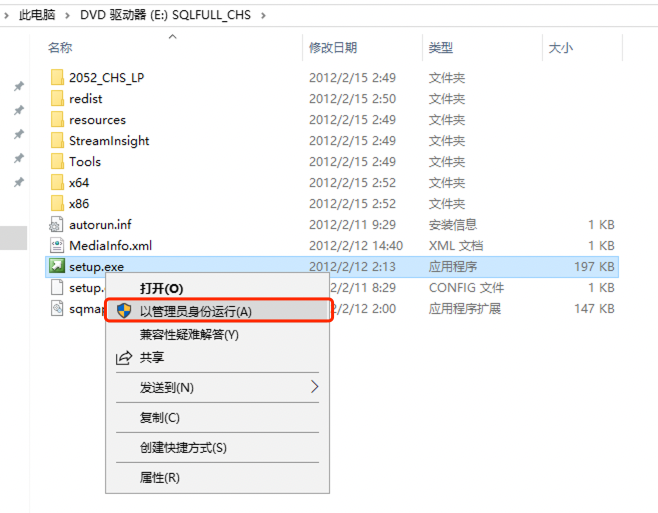 此电脑 > DVD 驱动器 (E:) SQLFULL_CHS >
名称 修改日期 类型 大小
2052_CHS_LP 2012/2/15 2:49 文件夹
redist 2012/2/15 2:50 文件夹
resources 2012/2/15 2:49 文件夹
StreamInsight 2012/2/15 2:49 文件夹
Tools 2012/2/15 2:49 文件夹
x64 2012/2/15 2:52 文件夹
x86 2012/2/15 2:52 文件夹
autorun.inf 2012/2/11 9:29 安装信息 1 KB
MediaInfo.xml 2012/2/12 14:40 XML 文档 1 KB
setup.exe 2012/2/12 2:13 应用程序 197 KB
setup. 2/2/11 8:29 CONFIG 文件 1 KB
sqmap 2/2/12 2:00 应用程序扩展 147 KB
打开(O)
以管理员身份运行(A)
兼容性疑难解答(Y)
共享
发送到(N)
复制(C)
创建快捷方式(S)
属性(R)